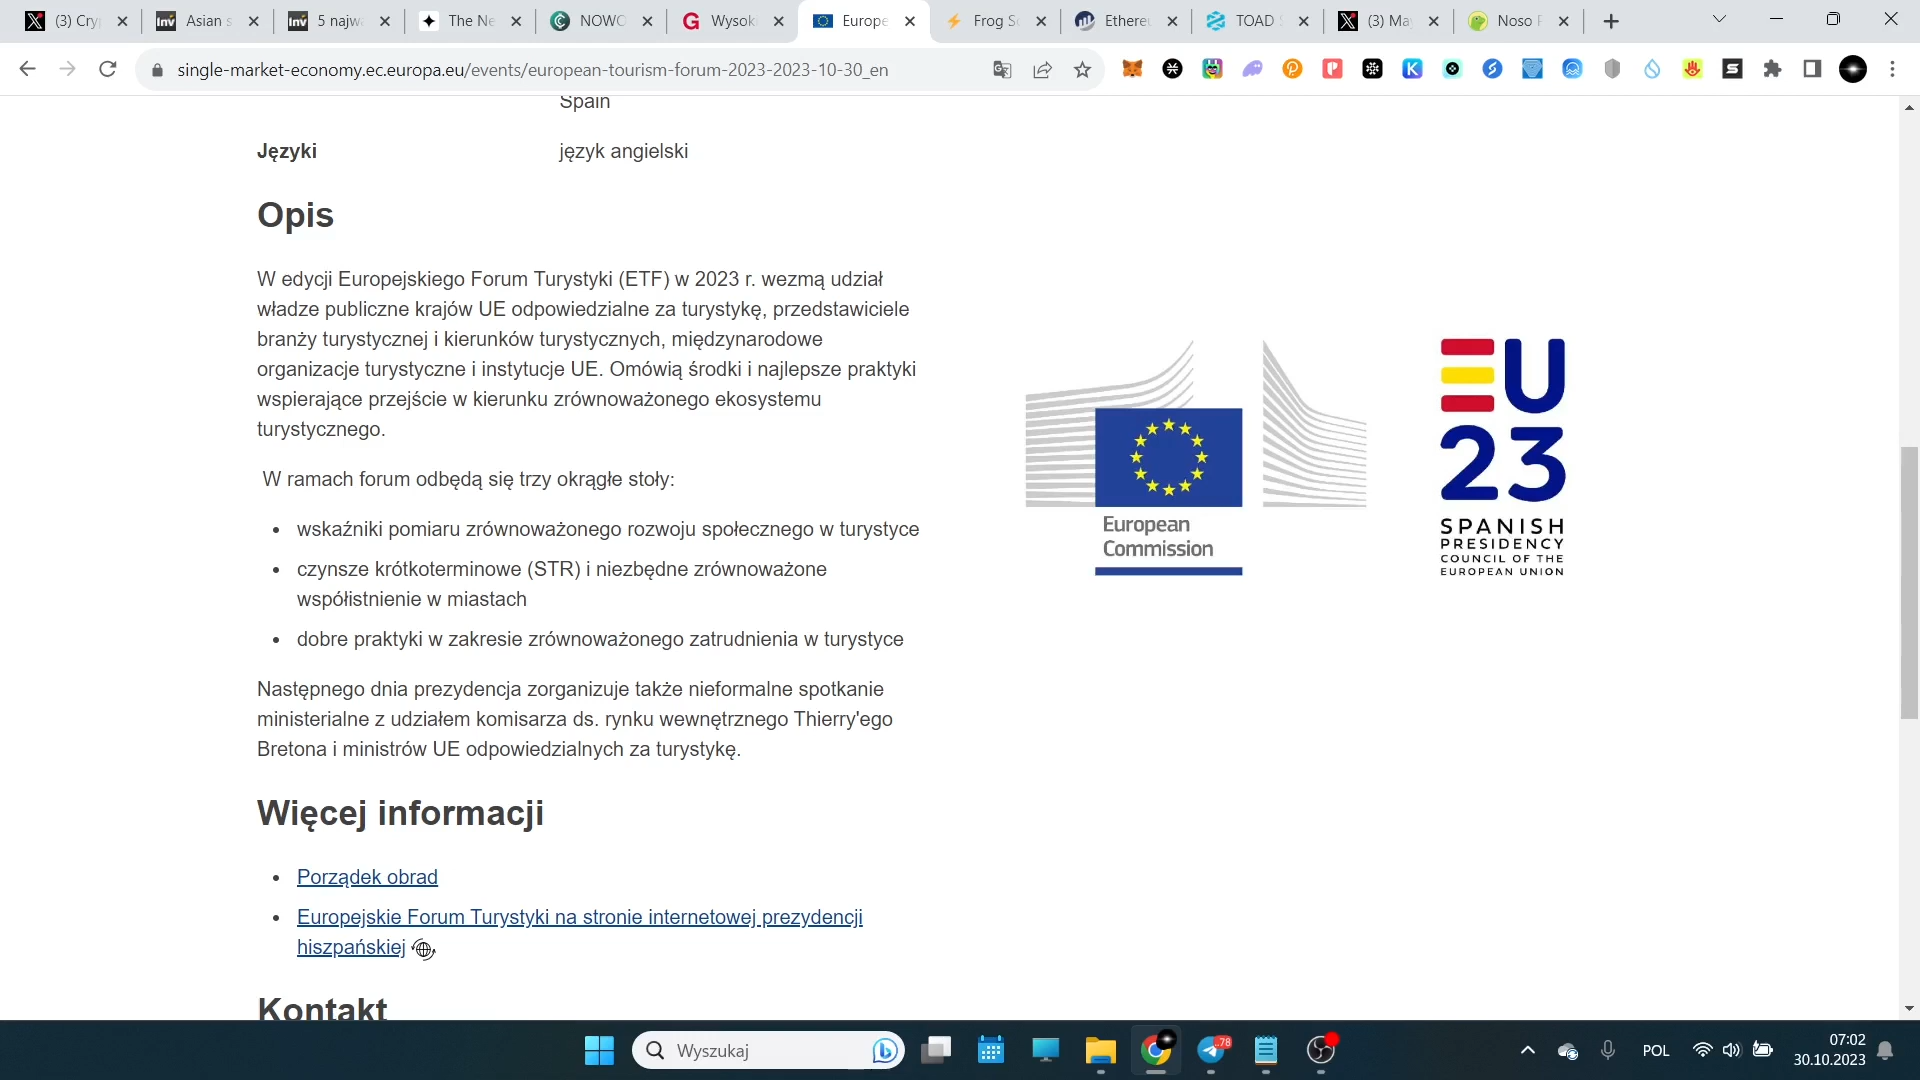 (3) Cry
Asian s
5 najw
The Ne
NOWO
Wysok
Europe
Frog S
Ethereu
TOAD
(3) Ma
Noso
single-market-economy.ec.europa.eu/events/european-tourism-forum-2023-2023-10-30_en
Spain
Języki
język angielski
Opis
W edycji Europejskiego Forum Turystyki (ETF) w 2023 r. wezmą udział
władze publiczne krajów UE odpowiedzialne za turystykę, przedstawiciele
branży turystycznej i kierunków turystycznych, międzynarodowe
organizacje turystyczne i instytucje UE. Omówią środki i najlepsze praktyki
wspierające przejście w kierunku zrównoważonego ekosystemu
turystycznego.
W ramach forum odbędą się trzy okrągłe stoły:
• wskaźniki pomiaru zrównoważonego rozwoju społecznego w turystyce
• czynsze krótkoterminowe (STR) i niezbędne zrównoważone
współistnienie w miastach
• dobre praktyki w zakresie zrównoważonego zatrudnienia w turystyce
Następnego dnia prezydencja zorganizuje także nieformalne spotkanie
ministerialne z udziałem komisarza ds. rynku wewnętrznego Thierry'ego
Bretona i ministrów UE odpowiedzialnych za turystykę.
European
Commission
EU
23
SPANISH
PRESIDENCY
COUNCIL OF THE
EUROPEAN UNION
Więcej informacji
• Porządek obrad
• Europejskie Forum Turystyki na stronie internetowej prezydencji
hiszpańskiej
Kontakt
Wyszukaj
POL
07:02
30.10.2023